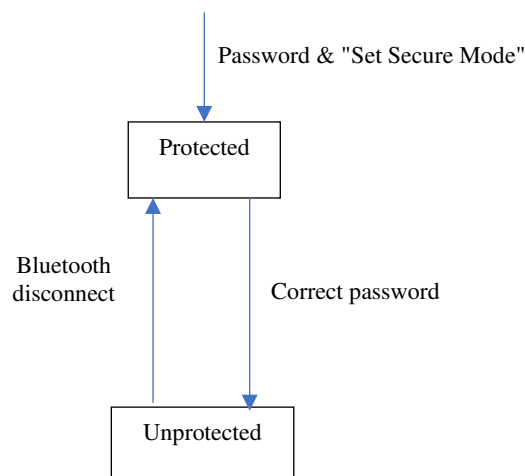 Password & "Set Secure Mode"
Protected
Bluetooth
disconnect
Correct password
Unprotected